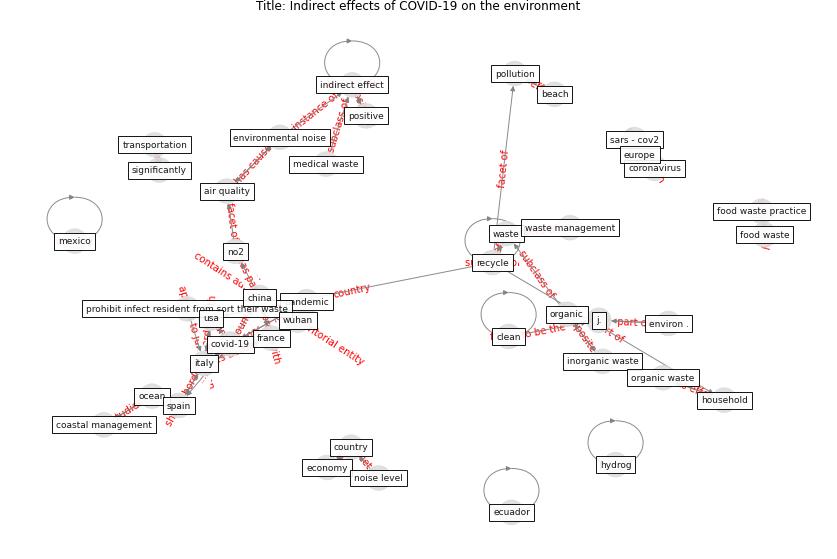 Title: Indirect effects of COVID-19 on the environment
pollution
indirect effect
beach
positive
environmental noise
instance of
subclass of
sars - cov2
transportation
europe
medical waste
has cause
coronavirus
significantly
facet of
air quality
food waste practice
facet of
waste
waste management
food waste
mexico
no2
recycle
subclass of
contains
country
china
pandemic
prohibit infect resident from sort their waste
usa
wuhan
organic
j.
part of
environ .
clean
to be the
covid-19
france
territorial entity
with
italy
inorganic waste
organic waste
ocean
household
spain
coastal management
country
economy
noise level
hydrog
ecuador